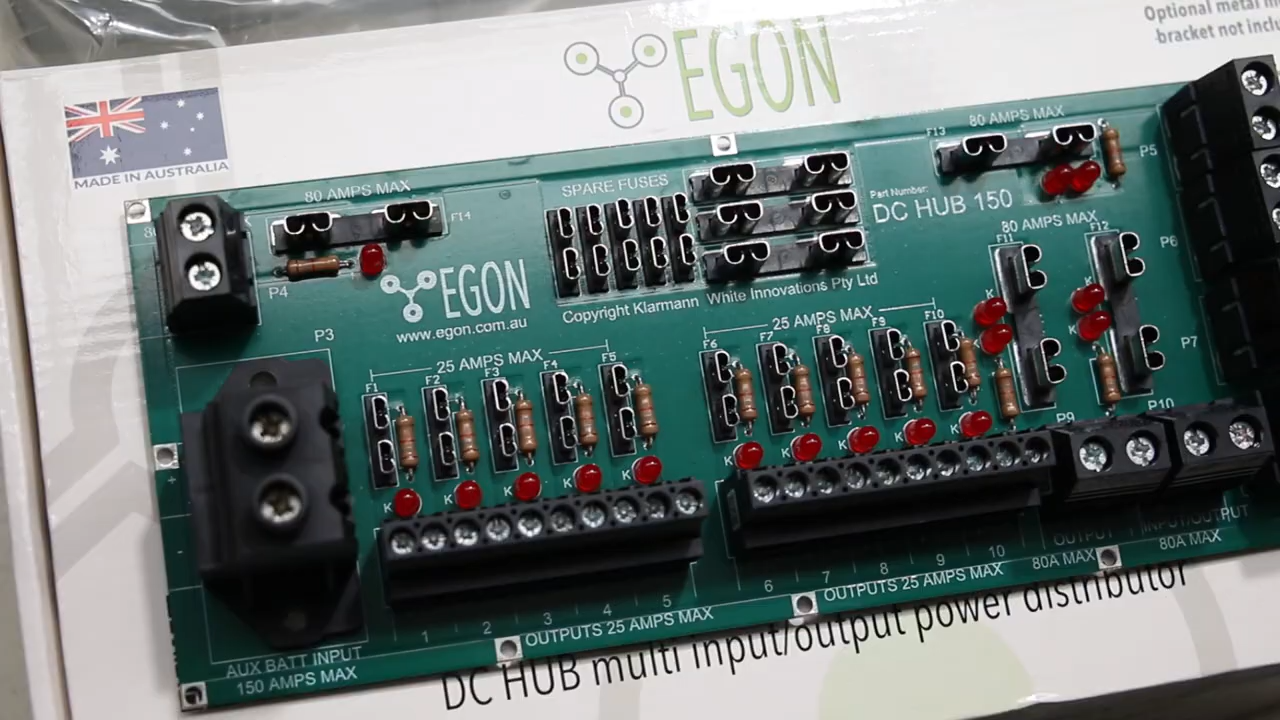 Optional metal m
bracket not inclu
EGON
MADE IN AUSTRALIA
80 AMPS MAX
F14
P4
P3
EGON
www.egon.com.au
SPARE FUSES
Copyright Klarmann White Innovations Pty Ltd
Part Number:
DC HUB 150
F13
80 AMPS MAX
P5
80 AMPS MAX
F11
F12
P6
P7
25 AMPS MAX
F1
F2
F3
F4
F5
K
K
K
K
K
25 AMPS MAX
F6
F7
F8
F9
F10
K
K
K
K
K
K
K
P9
P10
+
-
1
2
3
4
5
OUTPUTS 25 AMPS MAX
6
7
8
9
10
OUTPUTS 25 AMPS MAX
OUTPUT
80A MAX
INPUT/OUTPUT
80A MAX
AUX BATT INPUT
150 AMPS MAX
DC HUB multi input/output power distributor